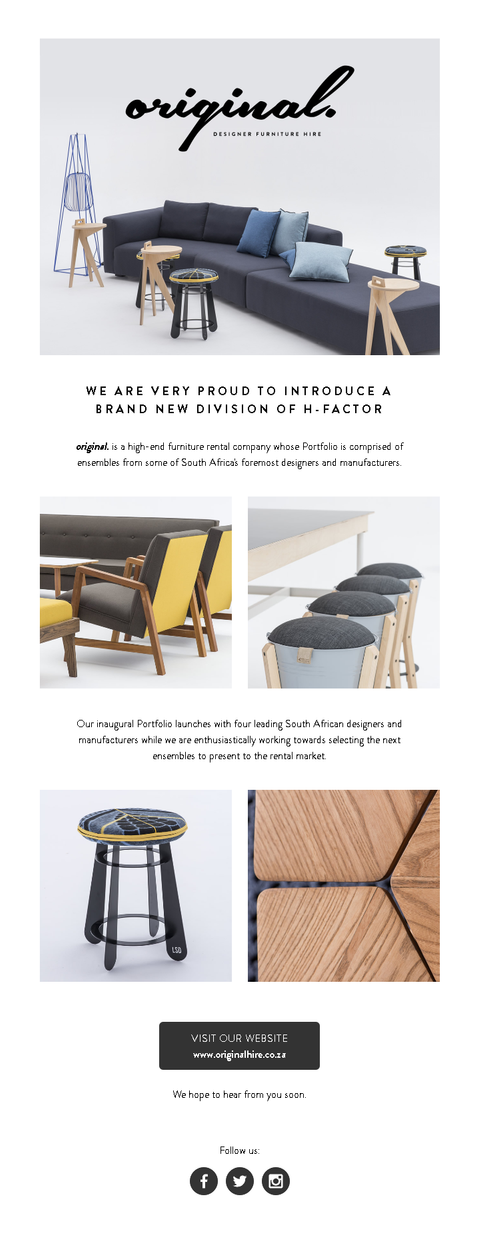 original.
DESIGNER FURNITURE HIRE
WE ARE VERY PROUD TO INTRODUCE A
BRAND NEW DIVISION OF H-FACTOR
original. is a high-end furniture rental company whose Portfolio is comprised of
ensembles from some of South Africa's foremost designers and manufacturers.
Our inaugural Portfolio launches with four leading South African designers and
manufacturers while we are enthusiastically working towards selecting the next
ensembles to present to the rental market.
LSD
VISIT OUR WEBSITE
www.originalhire.co.za
We hope to hear from you soon.
Follow us: